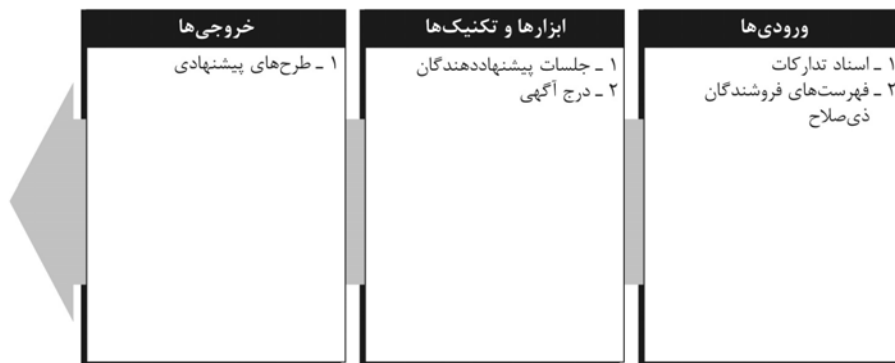 ورودی‌ها
۱ ـ اسناد تدارکات
۲ ـ فهرست‌های فروشندگان
ذی‌صلاح
ابزارها و تکنیک‌ها
۱ ـ جلسات پیشنهاددهندگان
۲ ـ درج آگهی
خروجی‌ها
۱ ـ طرح‌های پیشنهادی